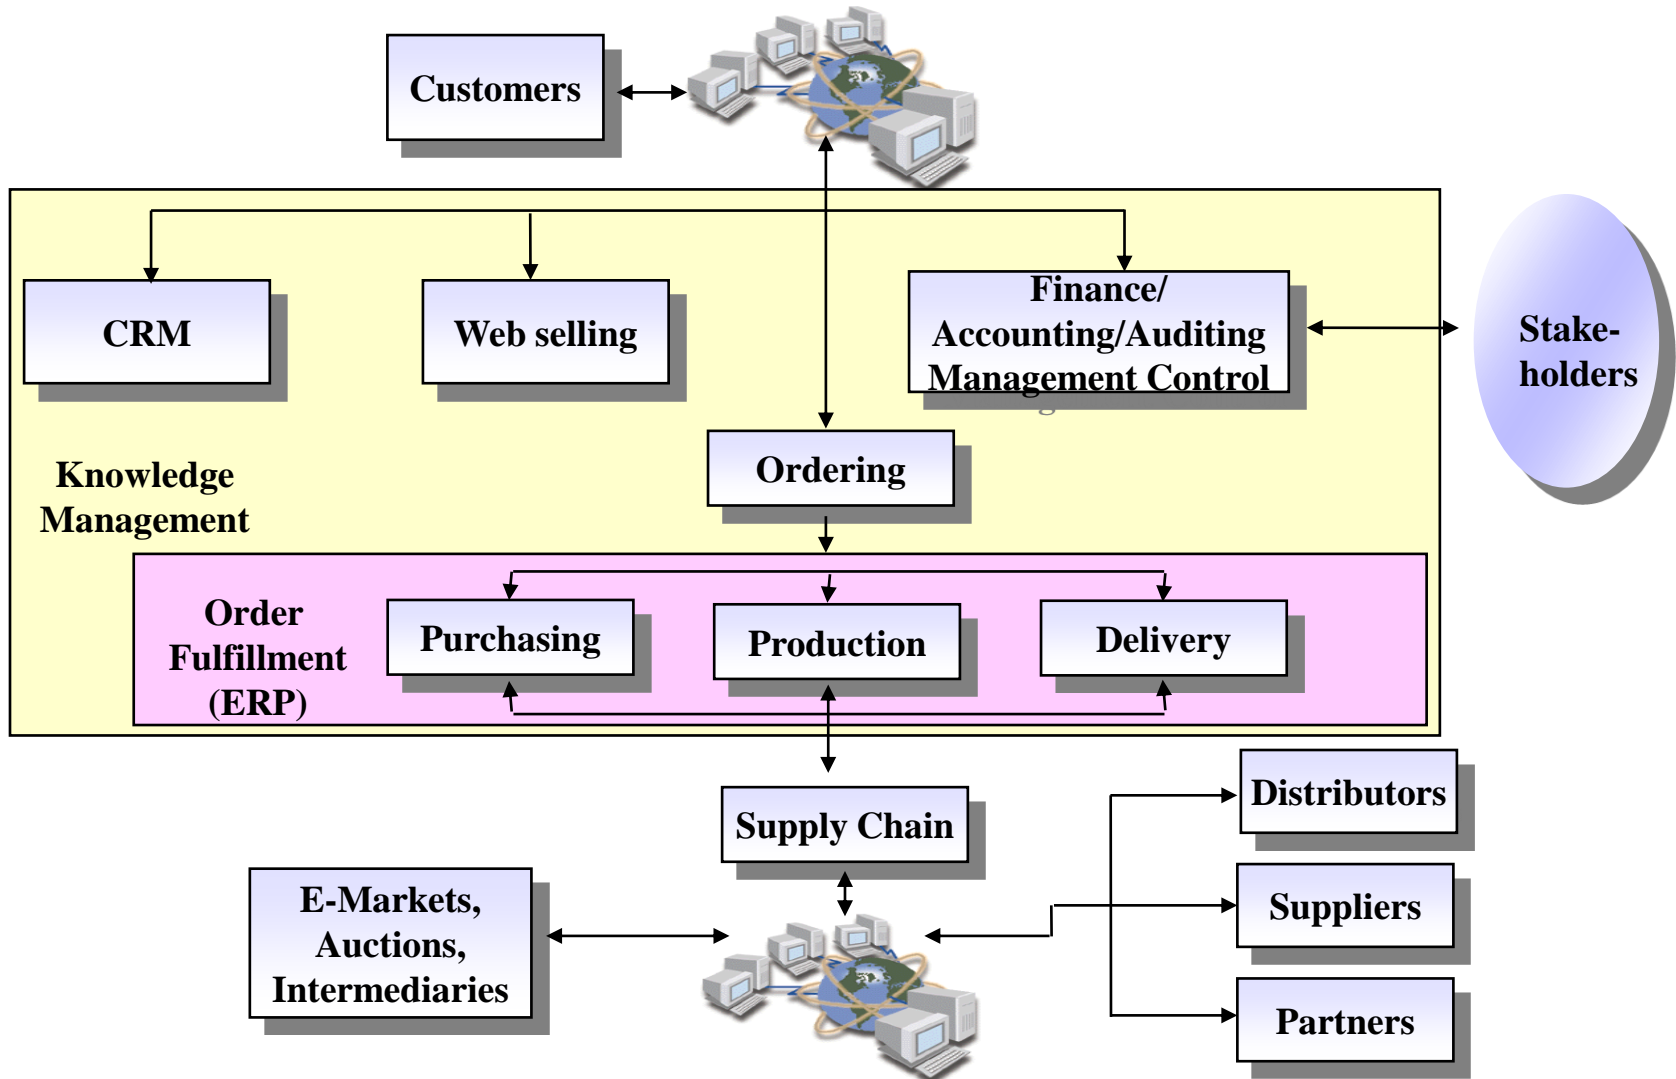 Customers
CRM
Web selling
Finance/
Accounting/Auditing
Management Control
Stake-
holders
Ordering
Knowledge
Management
Order
Fulfillment
(ERP)
Purchasing
Production
Delivery
Supply Chain
Distributors
E-Markets,
Auctions,
Intermediaries
Suppliers
Partners